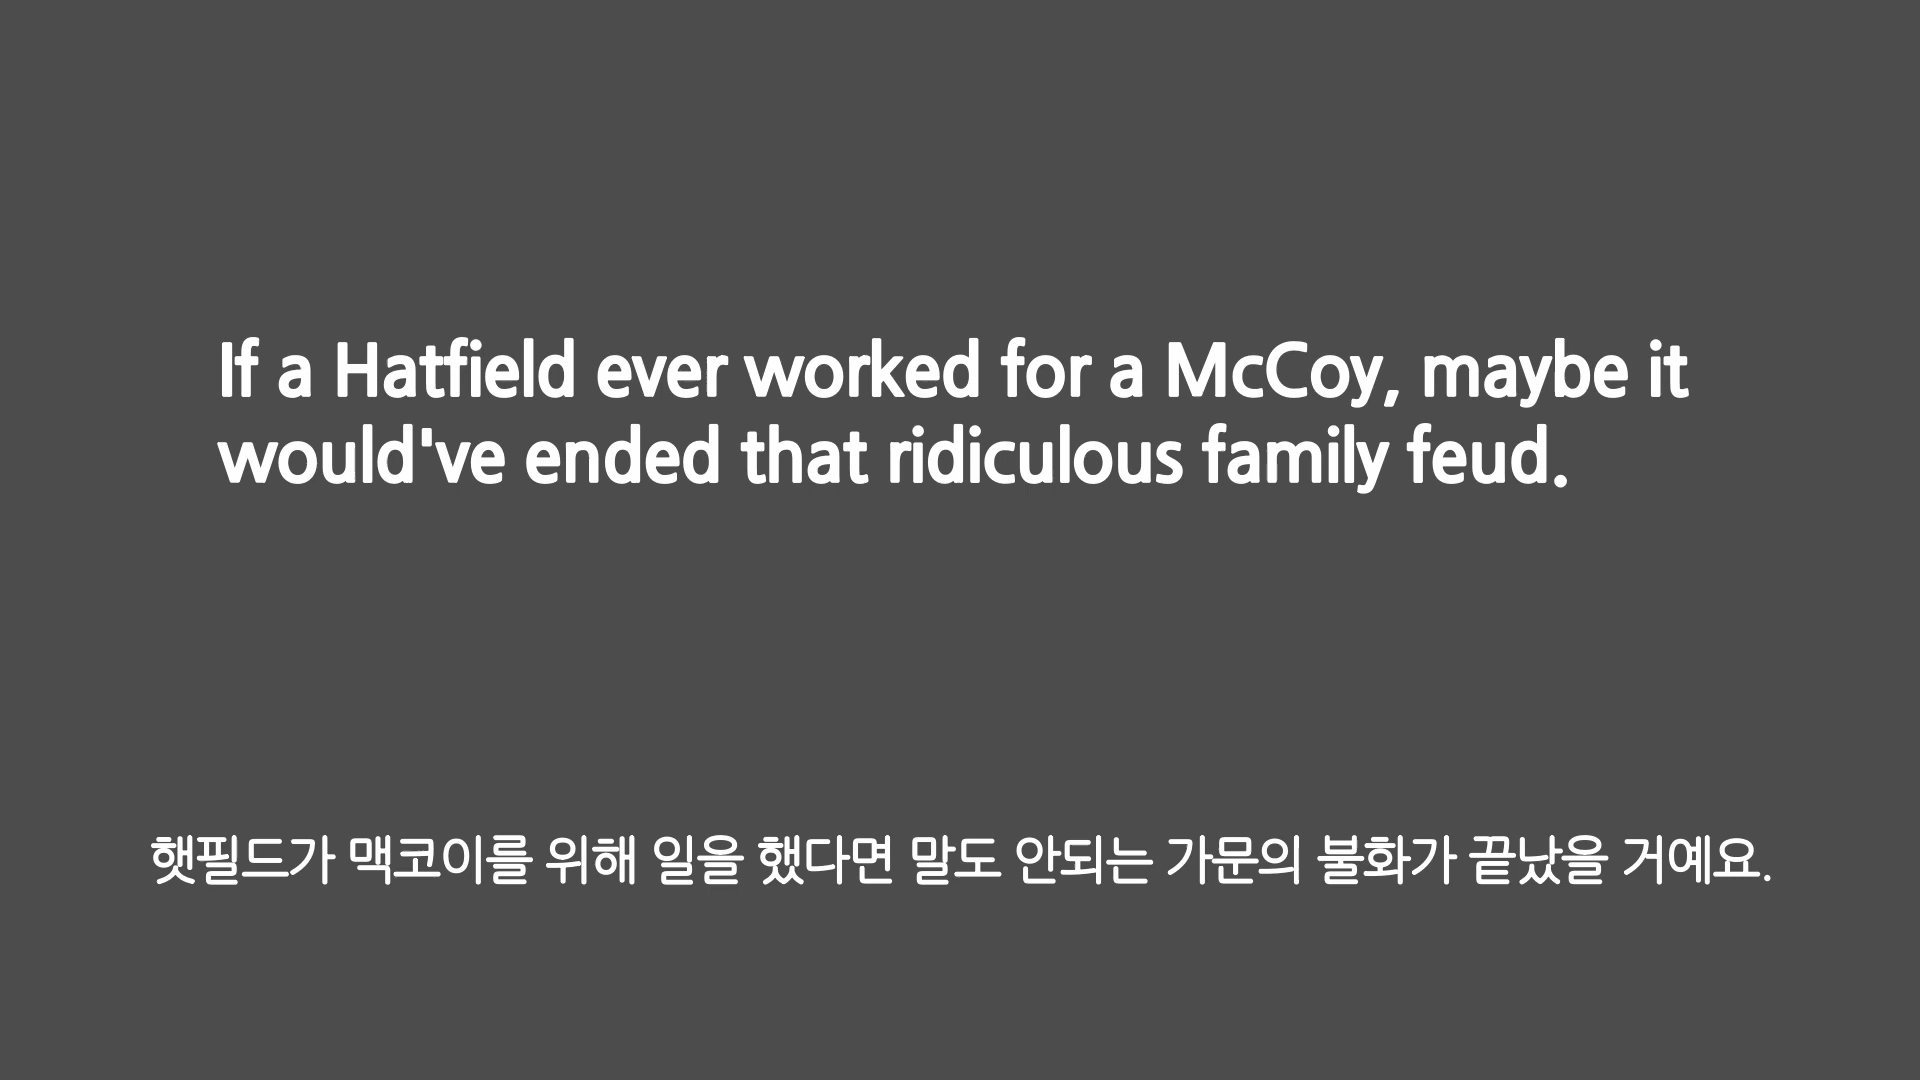 If a Hatfield ever worked for a McCoy, maybe it
would've ended that ridiculous family feud.
햇필드가 맥코이를 위해 일을 했다면 말도 안되는 가문의 불화가 끝났을 거예요.